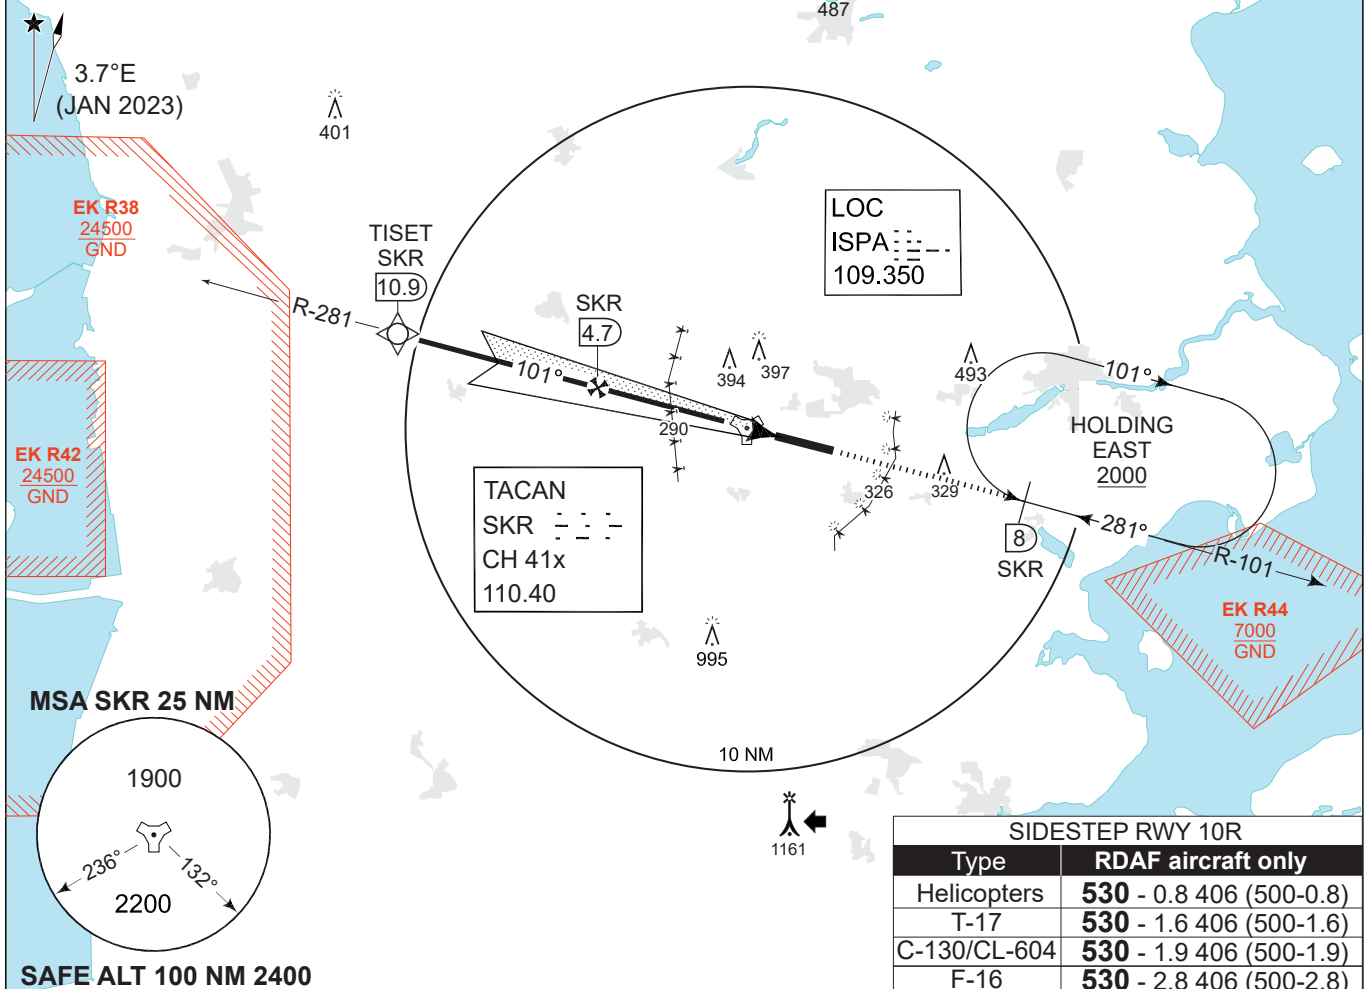 487
3.7°E
(JAN 2023)
401
EK R38
24500
GND
TISET
SKR
10.9
R-281
SKR
4.7
101°
LOC
ISPA
109.350
394
397
493
290
101°
HOLDING
EAST
2000
EK R42
24500
GND
TACAN
SKR
CH 41x
110.40
326
329
8
SKR
281°
R-101
EK R44
7000
GND
995
MSA SKR 25 NM
1900
236°
132°
2200
SAFE ALT 100 NM 2400
10 NM
1161
SIDESTEP RWY 10R
Type RDAF aircraft only
Helicopters 530 - 0.8 406 (500-0.8)
T-17 530 - 1.6 406 (500-1.6)
C-130/CL-604 530 - 1.9 406 (500-1.9)
F-16 530 - 2.8 406 (500-2.8)